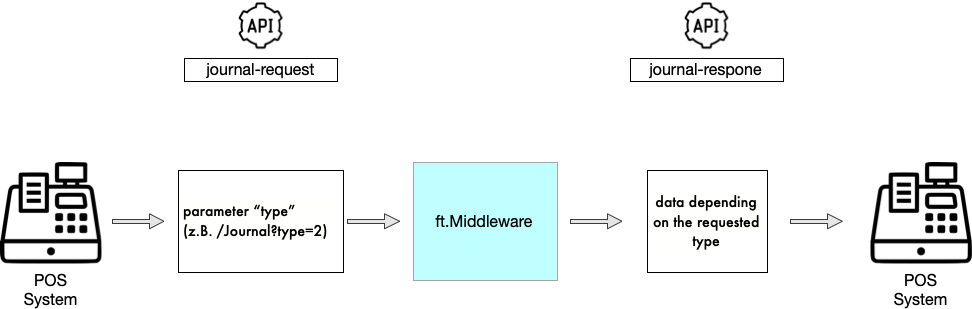 API
API
journal-request
journal-respone
parameter “type”
(z.B. /Journal?type=2)
ft.Middleware
data depending
on the requested
type
POS
System
POS
System